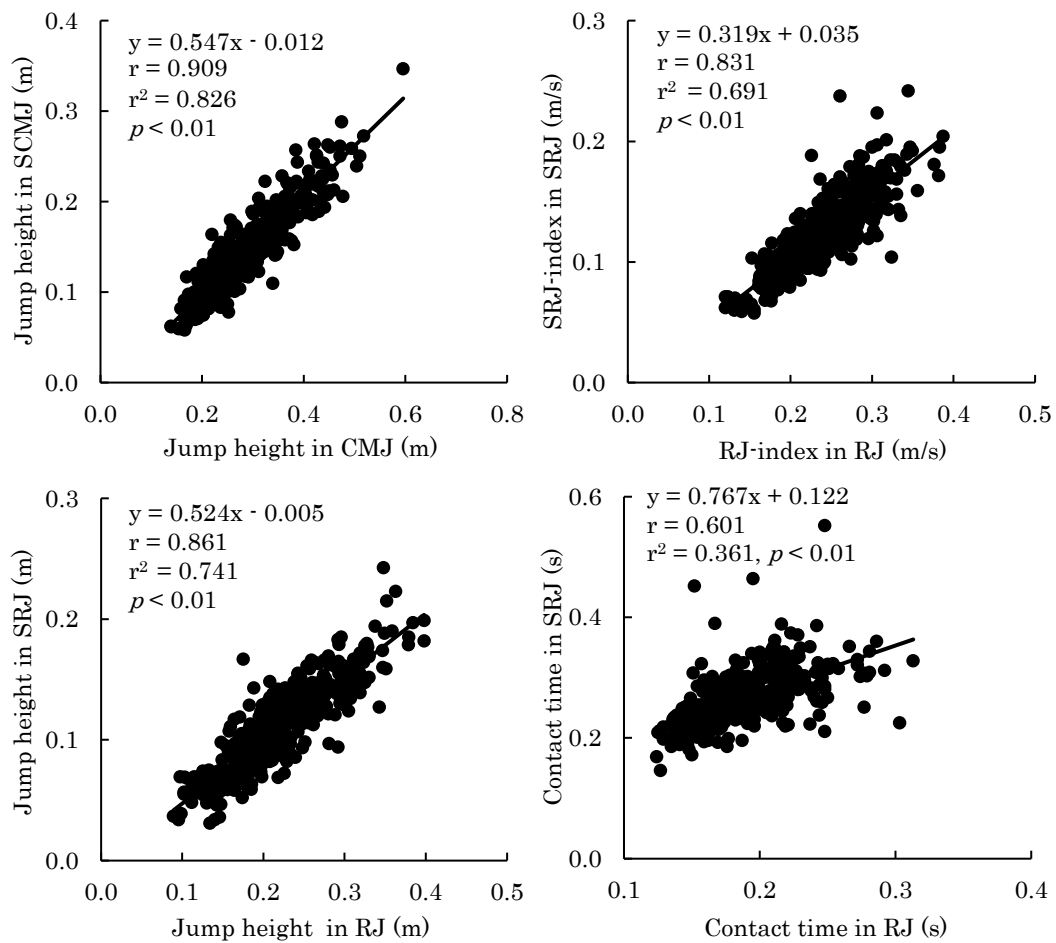 0.4
y = 0.547x - 0.012
r = 0.909
r² = 0.826
p < 0.01
0.3
0.2
0.1
0.0
Jump height in SCMJ (m)
0.0 0.2 0.4 0.6 0.8
Jump height in CMJ (m)
0.3
y = 0.319x + 0.035
r = 0.831
r² = 0.691
p < 0.01
0.2
0.1
0.0
SRJ-index in SRJ (m/s)
0.0 0.1 0.2 0.3 0.4 0.5
RJ-index in RJ (m/s)
0.3
y = 0.524x - 0.005
r = 0.861
r² = 0.741
p < 0.01
0.2
0.1
0.0
Jump height in SRJ (m)
0.0 0.1 0.2 0.3 0.4 0.5
Jump height in RJ (m)
0.6
y = 0.767x + 0.122
r = 0.601
r² = 0.361, p < 0.01
0.4
0.2
0.0
Contact time in SRJ (s)
0.1 0.2 0.3 0.4
Contact time in RJ (s)